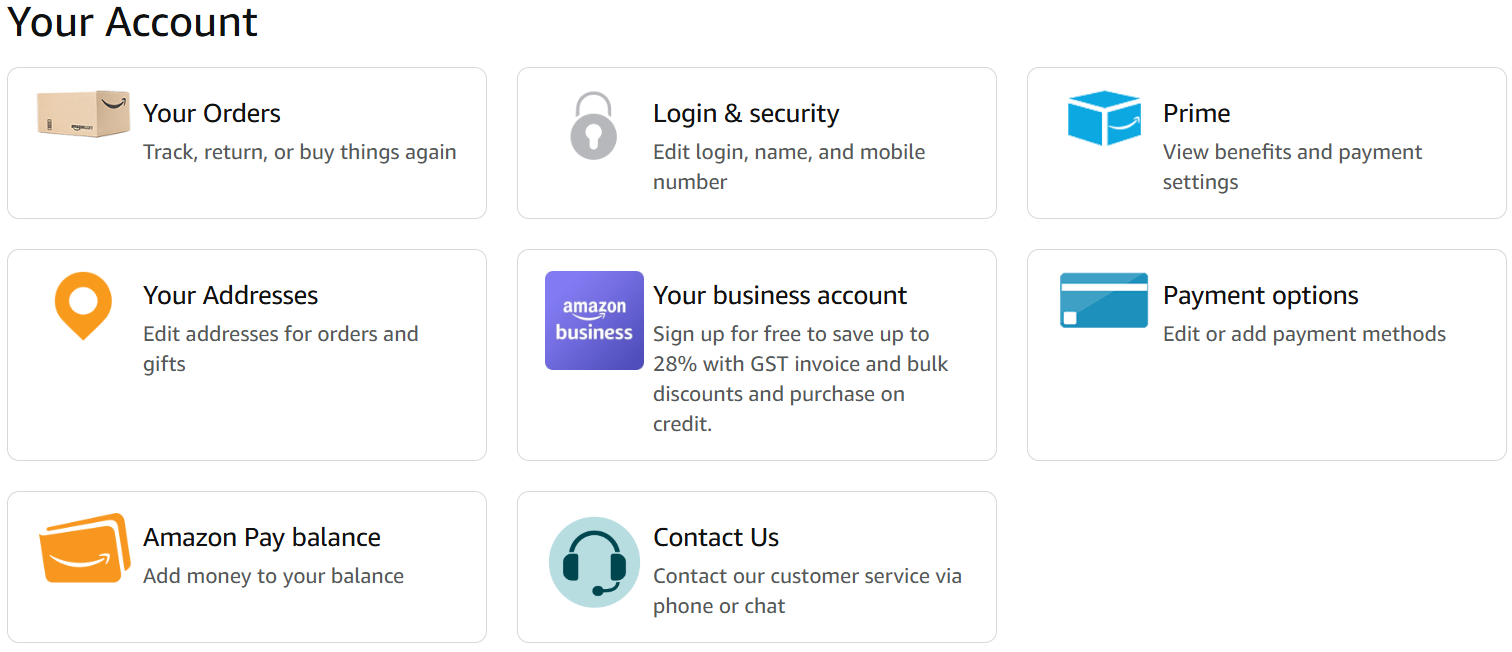 Your Account
Your Orders
Track, return, or buy things again
Login & security
Edit login, name, and mobile
number
Prime
View benefits and payment
settings
Your Addresses
Edit addresses for orders and
gifts
amazon
business
Your business account
Sign up for free to save up to
28% with GST invoice and bulk
discounts and purchase on
credit.
Payment options
Edit or add payment methods
Amazon Pay balance
Add money to your balance
Contact Us
Contact our customer service via
phone or chat